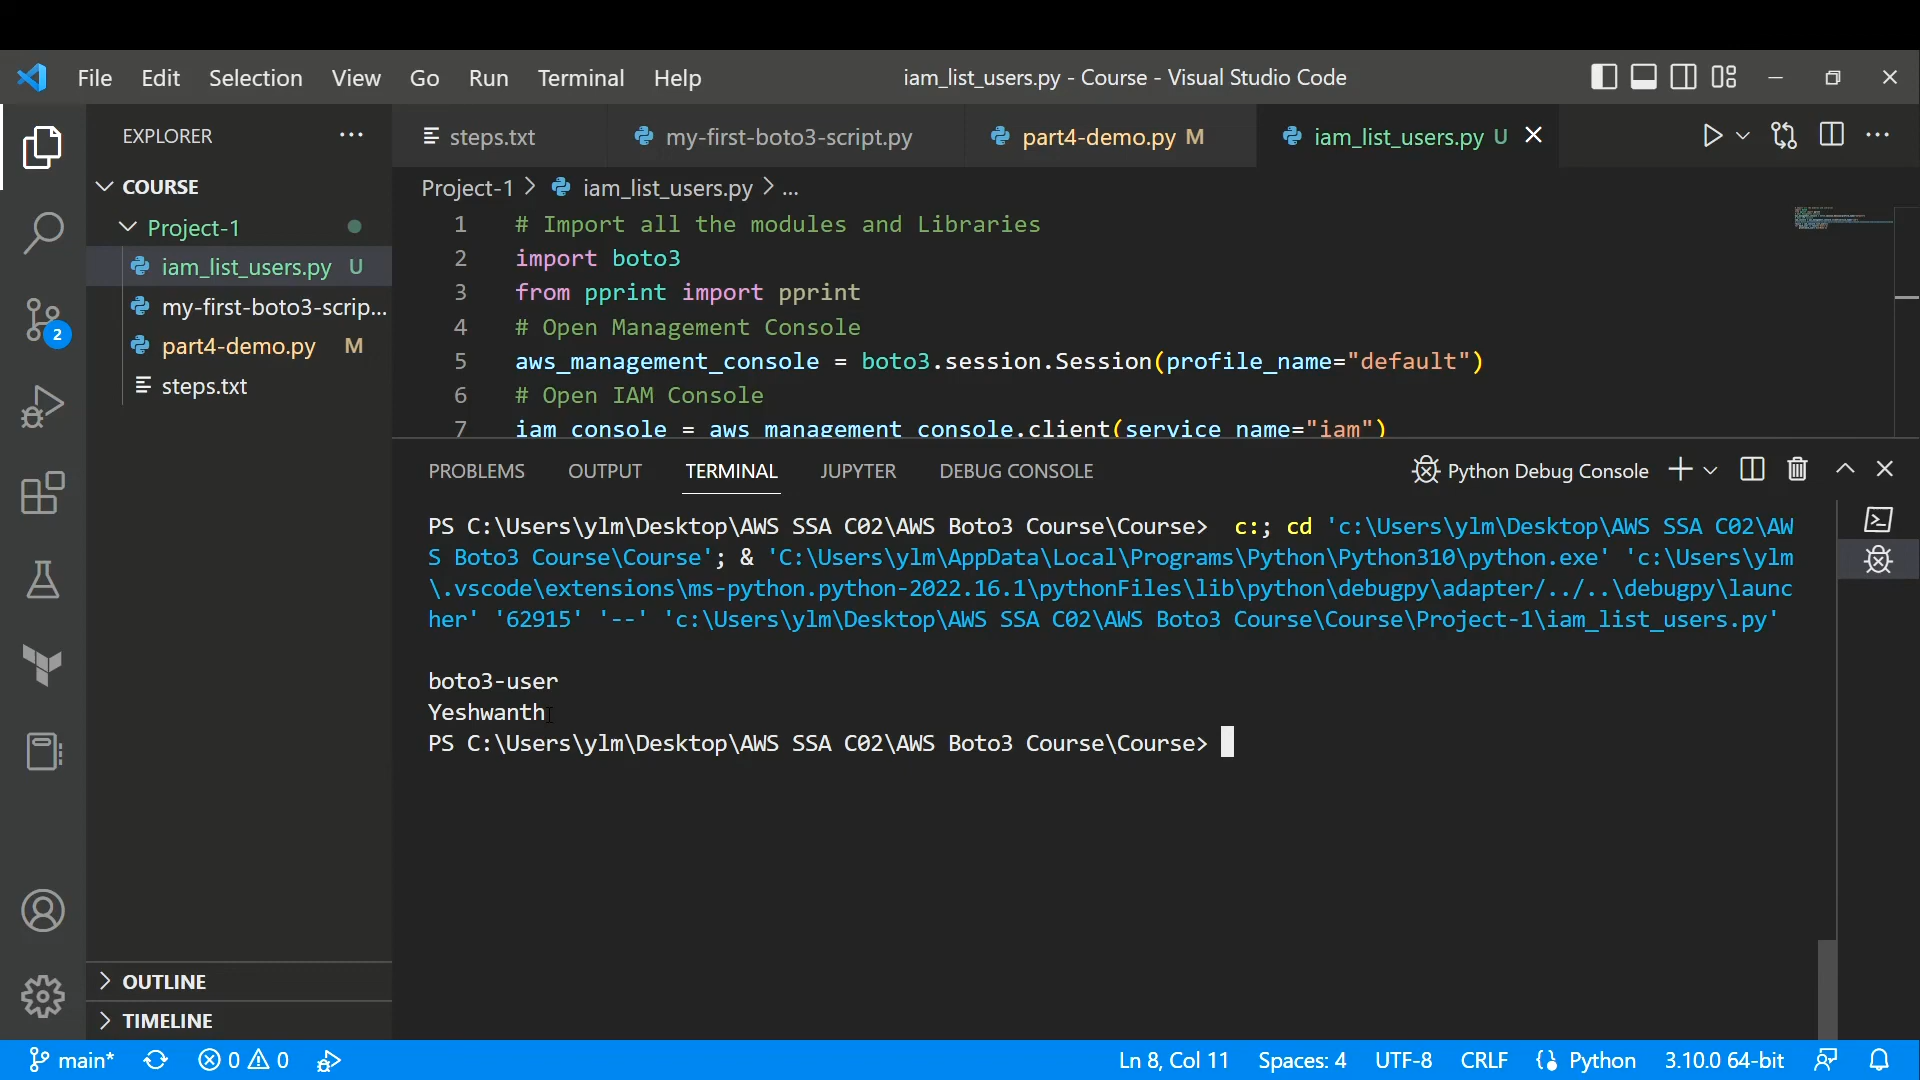 File Edit Selection View Go Run Terminal Help
iam_list_users.py - Course - Visual Studio Code
EXPLORER ...
COURSE
Project-1
iam_list_users.py U
my-first-boto3-scrip...
part4-demo.py M
steps.txt
OUTLINE
TIMELINE
2
steps.txt my-first-boto3-script.py part4-demo.py M iam_list_users.py U
Project-1 > iam_list_users.py > ...
1 # Import all the modules and Libraries
2 import boto3
3 from pprint import pprint
4 # Open Management Console
5 aws_management_console = boto3.session.Session(profile_name="default")
6 # Open IAM Console
7 iam_console = aws_management_console.client(service_name="iam")
PROBLEMS OUTPUT TERMINAL JUPYTER DEBUG CONSOLE
Python Debug Console
PS C:\Users\ylm\Desktop\AWS SSA C02\AWS Boto3 Course\Course>  c:; cd 'c:\Users\ylm\Desktop\AWS SSA C02\AW
S Boto3 Course\Course'; & 'C:\Users\ylm\AppData\Local\Programs\Python\Python310\python.exe' 'c:\Users\ylm
\.vscode\extensions\ms-python.python-2022.16.1\pythonFiles\lib\python\debugpy\adapter/../..\debugpy\launc
her' '62915' '--' 'c:\Users\ylm\Desktop\AWS SSA C02\AWS Boto3 Course\Course\Project-1\iam_list_users.py'
boto3-user
Yeshwanth
PS C:\Users\ylm\Desktop\AWS SSA C02\AWS Boto3 Course\Course>
main* 0 0 Ln 8, Col 11 Spaces: 4 UTF-8 CRLF Python 3.10.0 64-bit